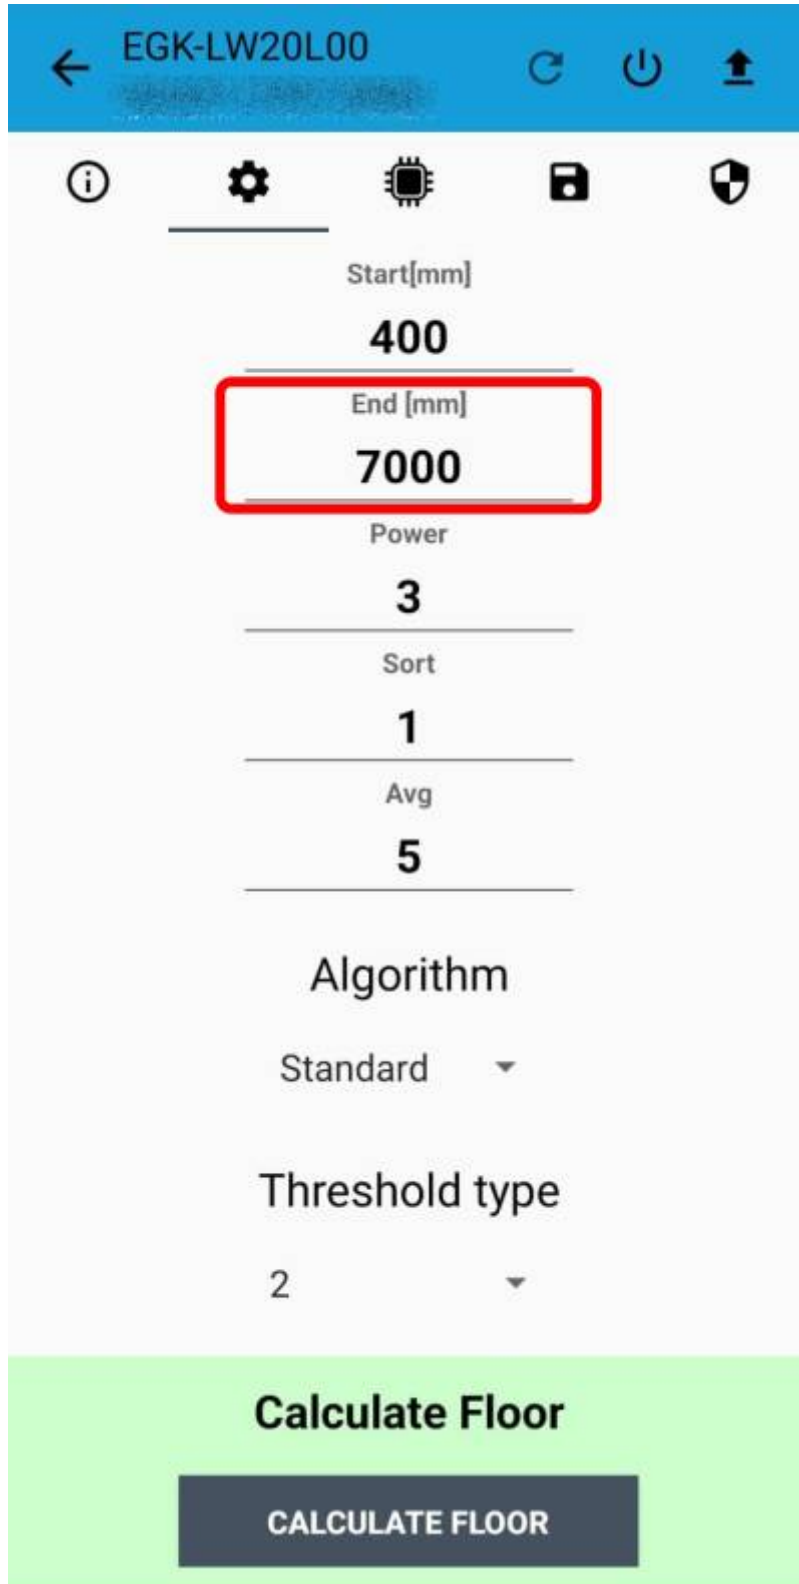 EGK-LW20L00
Start[mm]
400
End [mm]
7000
Power
3
Sort
1
Avg
5
Algorithm
Standard
Threshold type
2
Calculate Floor
CALCULATE FLOOR